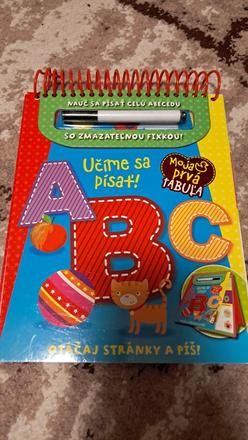 NAUČ SA PÍSAŤ CELÚ ABECEDU
SO ZMAZATEĽNOU FIXKOU!
Učíme sa
písať!
Moja
prvá
TABUĽA
ABC
OTÁČAJ STRÁNKY A PÍŠ!